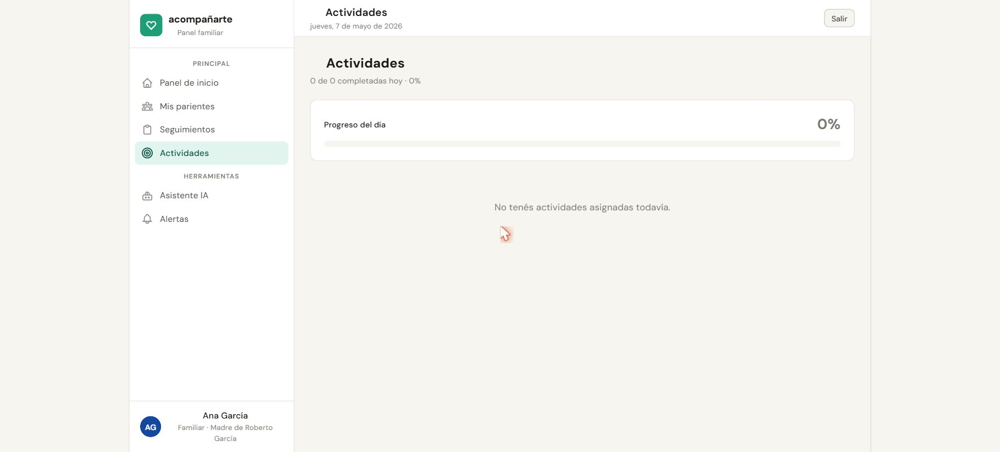 acompañarte
Panel familiar
PRINCIPAL
Panel de inicio
Mis parientes
Seguimientos
Actividades
HERRAMIENTAS
Asistente IA
Alertas
AG
Ana García
Familiar · Madre de Roberto
García
Actividades
jueves, 7 de mayo de 2026
Salir
Actividades
0 de 0 completadas hoy · 0%
Progreso del día
0%
No tenés actividades asignadas todavía.